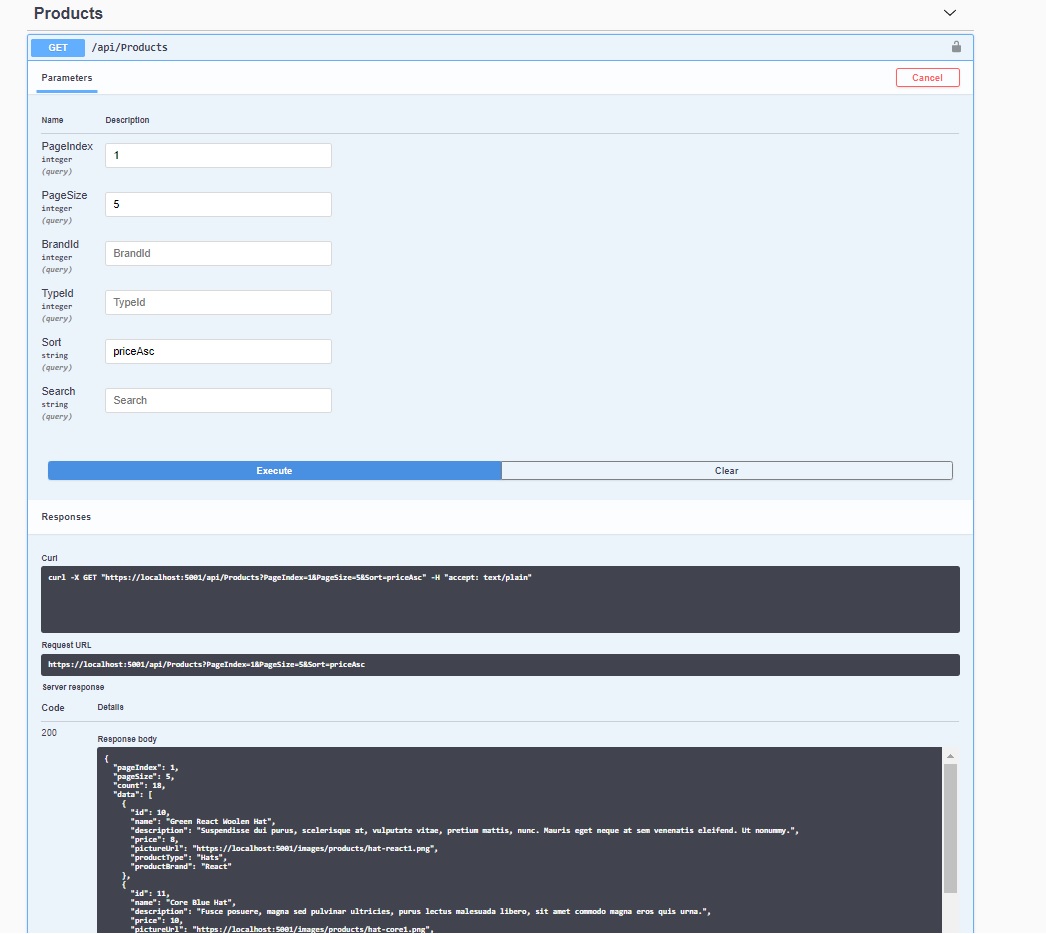 Products
GET /api/Products
Parameters
Cancel
Name Description
PageIndex
integer
(query)
1
PageSize
integer
(query)
5
BrandId
integer
(query)
BrandId
TypeId
integer
(query)
TypeId
Sort
string
(query)
priceAsc
Search
string
(query)
Search
Execute Clear
Responses
Curl
curl -X GET "https://localhost:5001/api/Products?PageIndex=1&PageSize=5&Sort=priceAsc" -H "accept: text/plain"
Request URL
https://localhost:5001/api/Products?PageIndex=1&PageSize=5&Sort=priceAsc
Server response
Code Details
200
Response body
{
"pageIndex": 1,
"pageSize": 5,
"count": 18,
"data": [
{
"id": 10,
"name": "Green React Woolen Hat",
"description": "Suspendisse dui purus, scelerisque at, vulputate vitae, pretium mattis, nunc. Mauris eget neque at sem venenatis eleifend. Ut nonummy.",
"price": 8,
"pictureUrl": "https://localhost:5001/images/products/hat-react1.png",
"productType": "Hats",
"productBrand": "React"
},
{
"id": 11,
"name": "Core Blue Hat",
"description": "Fusce posuere, magna sed pulvinar ultricies, purus lectus malesuada libero, sit amet commodo magna eros quis urna.",
"price": 10,
"pictureUrl": "https://localhost:5001/images/products/hat-core1.png",